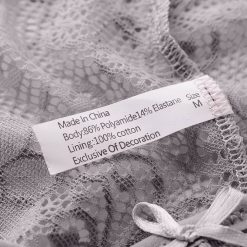 Made In China
Body:86% Polyamide14% Elastane
Lining:100% cotton
Exclusive Of Decoration
Size
M